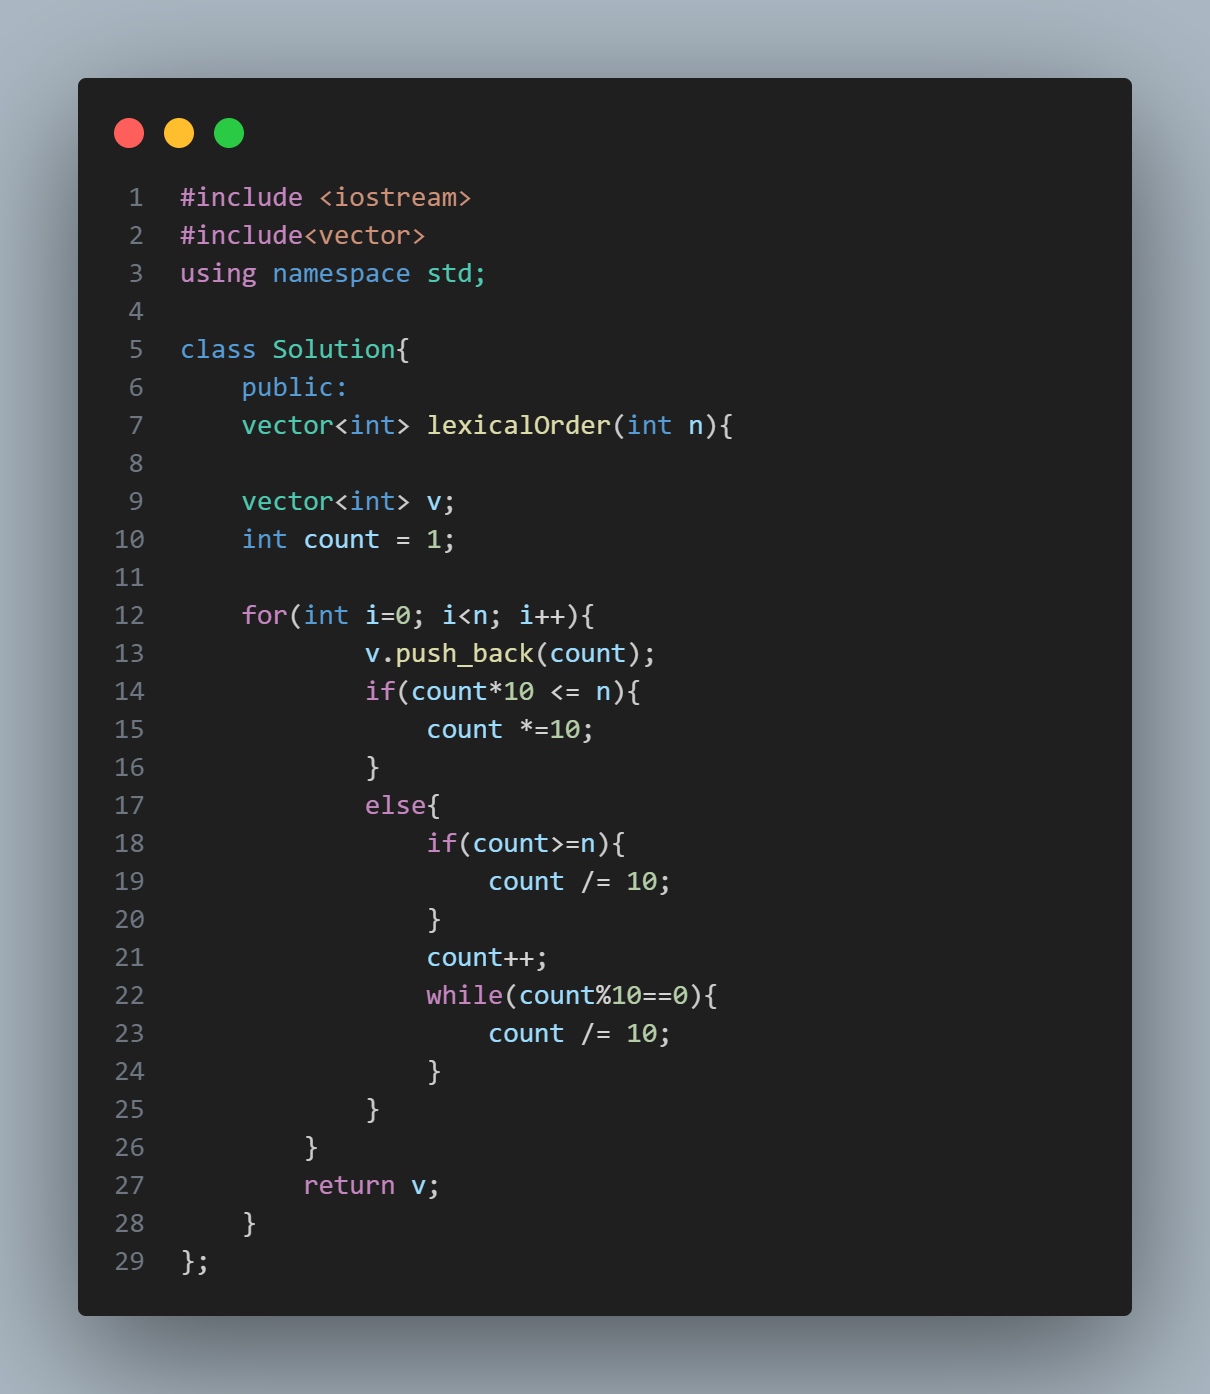 1 #include <iostream>
2 #include<vector>
3 using namespace std;
4
5 class Solution{
6     public:
7     vector<int> lexicalOrder(int n){
8
9     vector<int> v;
10     int count = 1;
11
12     for(int i=0; i<n; i++){
13             v.push_back(count);
14             if(count*10 <= n){
15                 count *=10;
16             }
17             else{
18                 if(count>=n){
19                     count /= 10;
20                 }
21                 count++;
22                 while(count%10==0){
23                     count /= 10;
24                 }
25             }
26         }
27         return v;
28     }
29 };